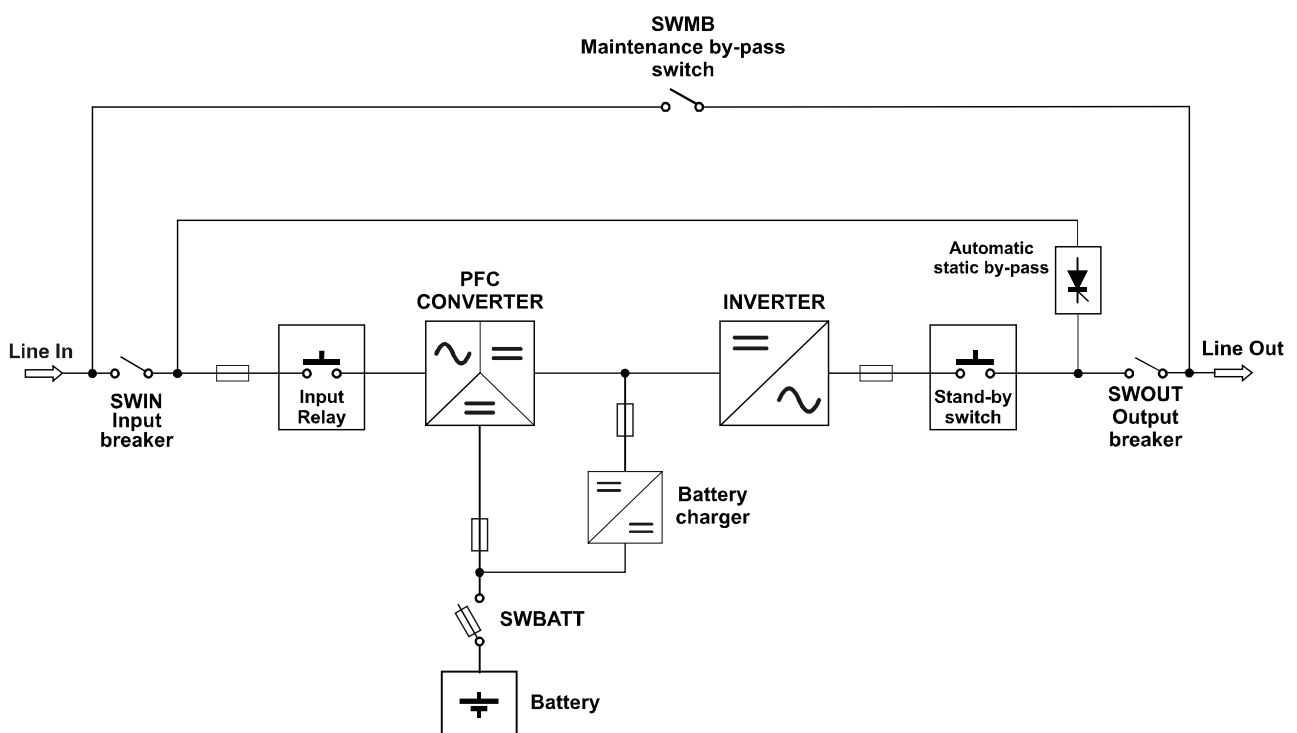 SWMB
Maintenance by-pass
switch
Automatic
static by-pass
PFC
CONVERTER
INVERTER
Line In
Line Out
SWIN
Input
breaker
Input
Relay
Stand-by
switch
SWOUT
Output
breaker
Battery
charger
SWBATT
Battery